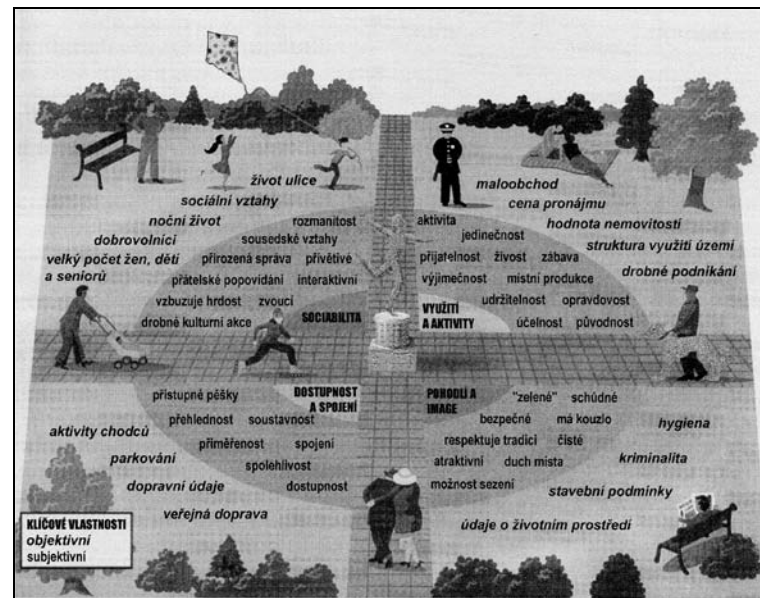 život ulice
sociální vztahy
noční život
dobrovolníci
velký počet žen, dětí
a seniorů
rozmanitost
sousedské vztahy
přirozená správa přívětivé
přátelské popovídání interaktivní
vzbuzuje hrdost zvoucí
drobné kulturní akce
SOCIABILITA
maloobchod
cena pronájmu
hodnota nemovitostí
struktura využití území
drobné podnikání
aktivita
jedinečnost
přijatelnost živost zábava
výjimečnost místní produkce
udržitelnost opravdovost
účelnost původnost
VYUŽITÍ
A AKTIVITY
DOSTUPNOST
A SPOJENÍ
přístupné pěšky
přehlednost soustavnost
přiměřenost spojení
spolehlivost
dostupnost
aktivity chodců
parkování
dopravní údaje
veřejná doprava
POHODLÍ A
IMAGE
"zelené" schůdné
bezpečné má kouzlo
respektuje tradici čisté
atraktivní duch místa
možnost sezení
hygiena
kriminalita
stavební podmínky
údaje o životním prostředí
KLÍČOVÉ VLASTNOSTI
objektivní
subjektivní